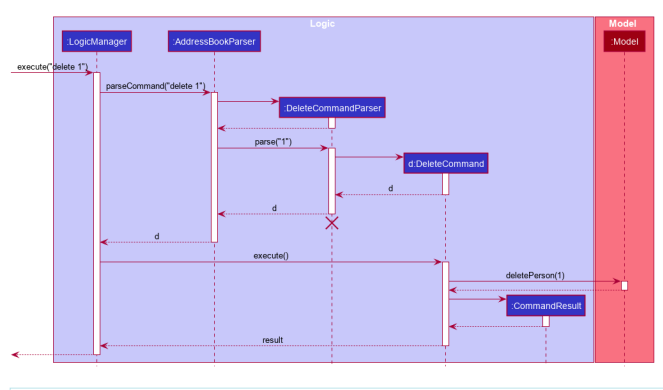 Logic
Model
:LogicManager
:AddressBookParser
:Model
execute("delete 1")
parseCommand("delete 1")
:DeleteCommandParser
parse("1")
d:DeleteCommand
d
d
d
execute()
deletePerson(1)
:CommandResult
result